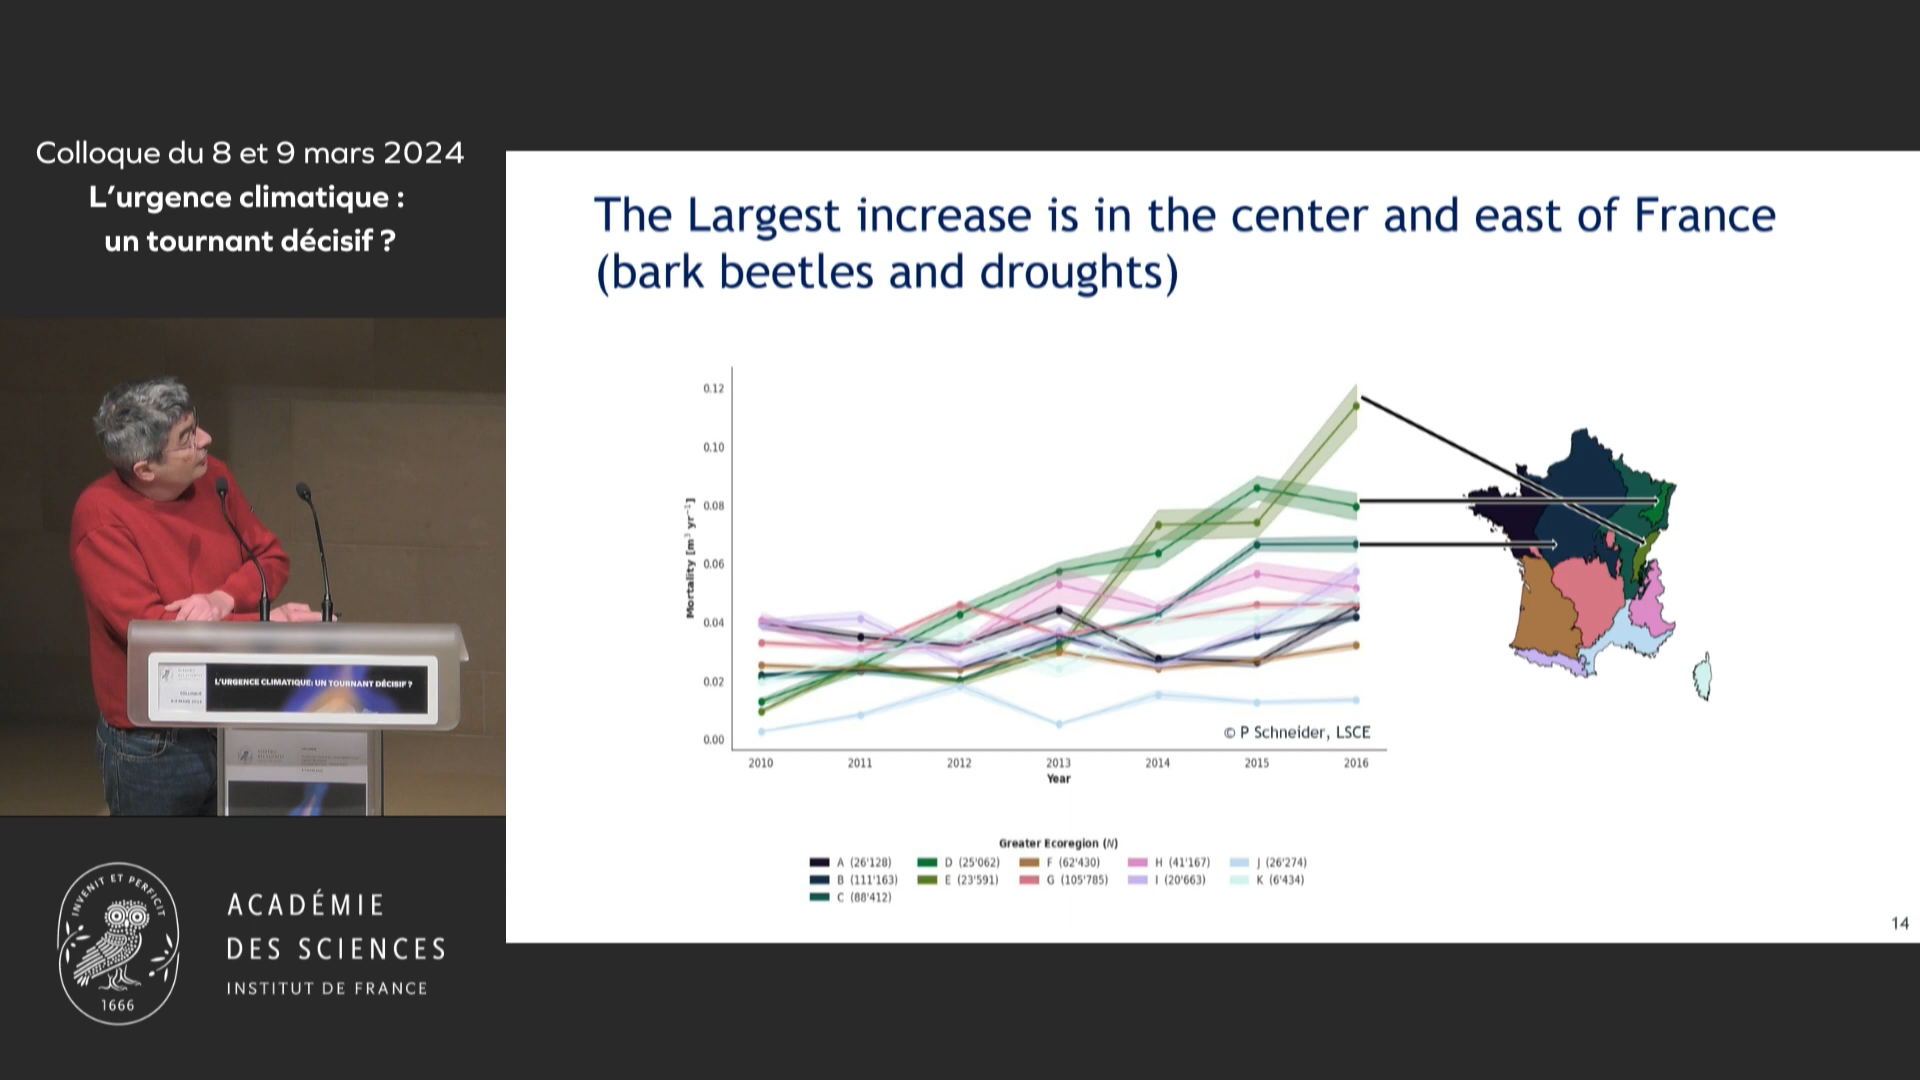 Colloque du 8 et 9 mars 2024
L'urgence climatique :
un tournant décisif ?
L'URGENCE CLIMATIQUE: UN TOURNANT DÉCISIF ?
INVENIT ET PERFICIT
1666
ACADÉMIE
DES SCIENCES
INSTITUT DE FRANCE
The Largest increase is in the center and east of France
(bark beetles and droughts)
0.12
0.10
0.08
0.06
0.04
0.02
0.00
Mortality [m³ yr⁻¹]
2010 2011 2012 2013 2014 2015 2016
Year
© P Schneider, LSCE
Greater Ecoregion (N)
A (26'128) D (25'062) F (62'430) H (41'167) J (26'274)
B (111'163) E (23'591) G (105'785) I (20'663) K (6'434)
C (88'412)
14